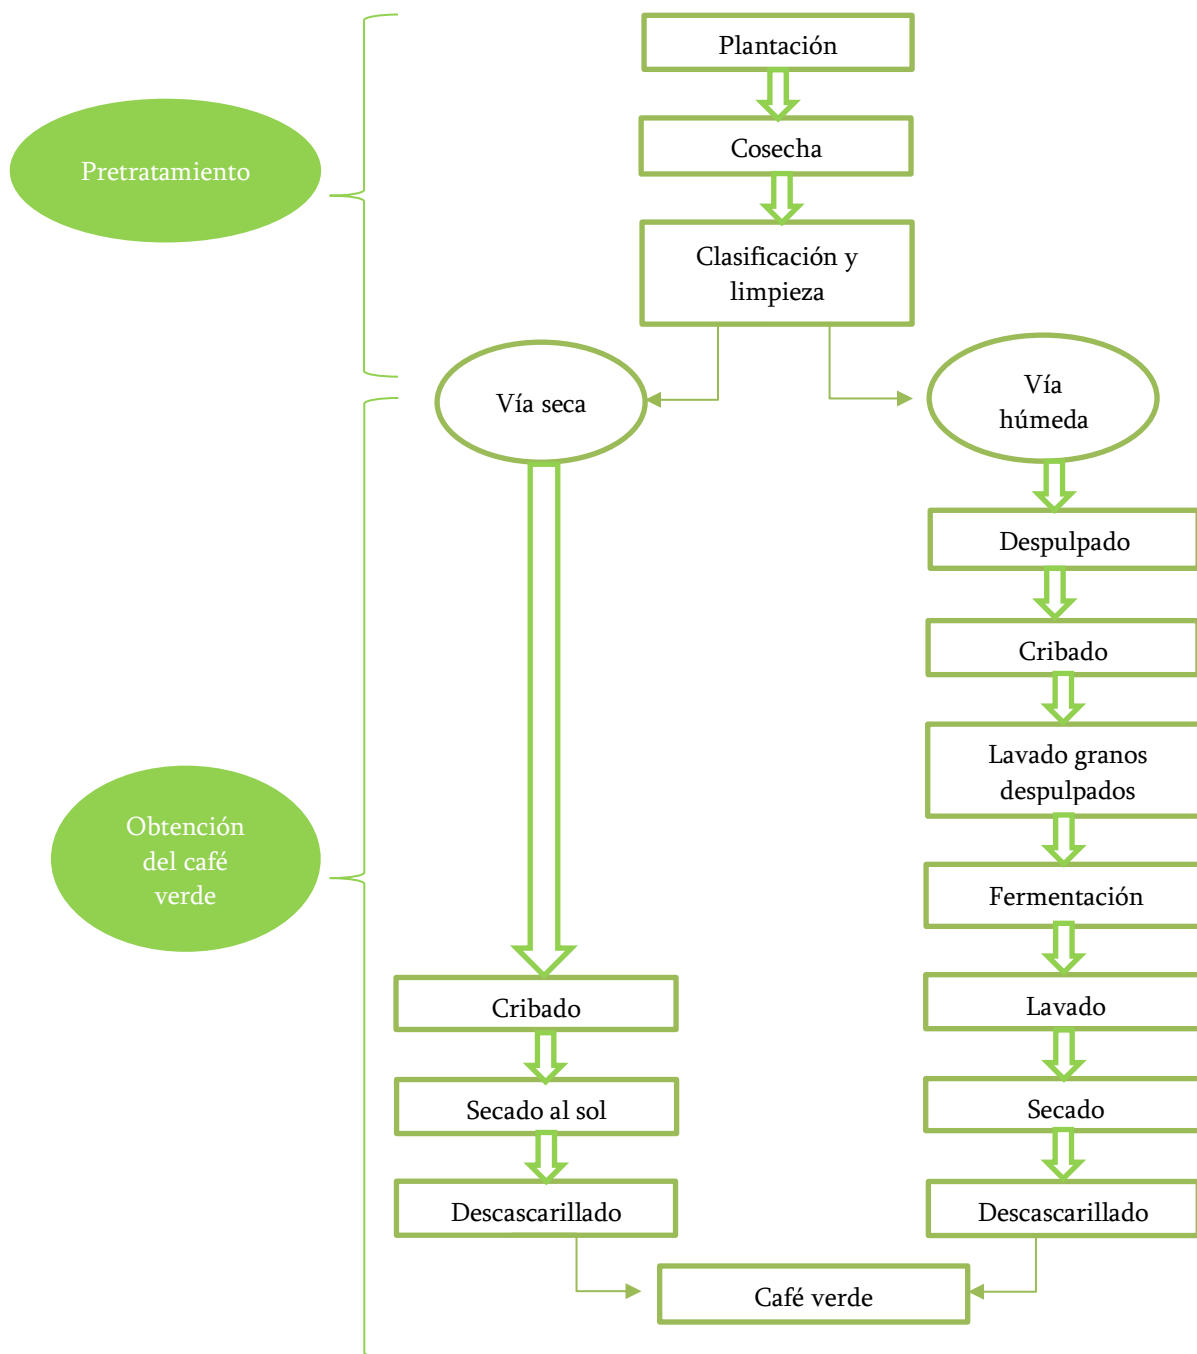 Plantación
Cosecha
Pretratamiento
Clasificación y
limpieza
Vía seca
Vía
húmeda
Despulpado
Cribado
Lavado granos
despulpados
Obtención
del café
verde
Fermentación
Cribado
Lavado
Secado al sol
Secado
Descascarillado
Descascarillado
Café verde